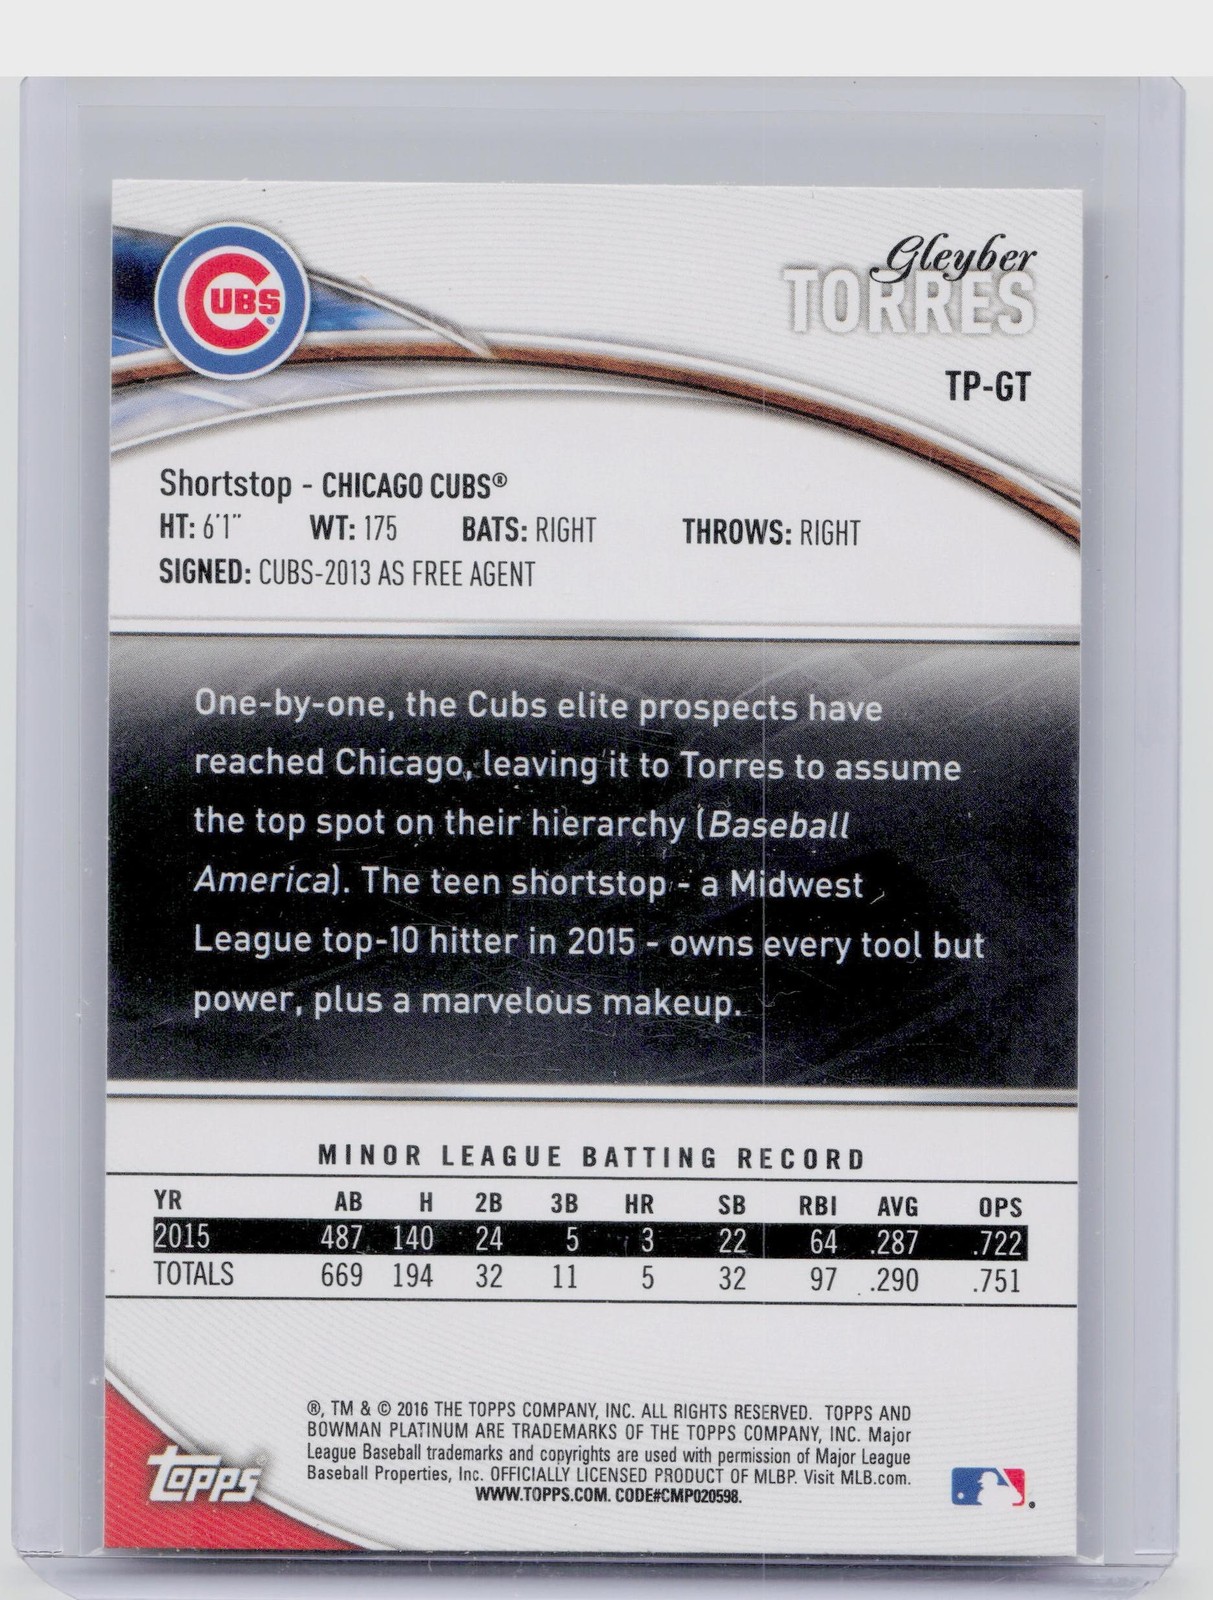 CUBS®
Gleyber
TORRES
TP-GT
Shortstop - CHICAGO CUBS®
HT: 6'1" WT: 175 BATS: RIGHT THROWS: RIGHT
SIGNED: CUBS-2013 AS FREE AGENT
One-by-one, the Cubs elite prospects have
reached Chicago, leaving it to Torres to assume
the top spot on their hierarchy (Baseball
America). The teen shortstop - a Midwest
League top-10 hitter in 2015 - owns every tool but
power, plus a marvelous makeup.
MINOR LEAGUE BATTING RECORD
YR AB H 2B 3B HR SB RBI AVG OPS
2015 487 140 24 5 3 22 64 .287 .722
TOTALS 669 194 32 11 5 32 97 .290 .751
®, TM & © 2016 THE TOPPS COMPANY, INC. ALL RIGHTS RESERVED. TOPPS AND
BOWMAN PLATINUM ARE TRADEMARKS OF THE TOPPS COMPANY, INC. Major
League Baseball trademarks and copyrights are used with permission of Major League
Baseball Properties, Inc. OFFICIALLY LICENSED PRODUCT OF MLBP. Visit MLB.com.
WWW.TOPPS.COM. CODE#CMP020598.
topps®